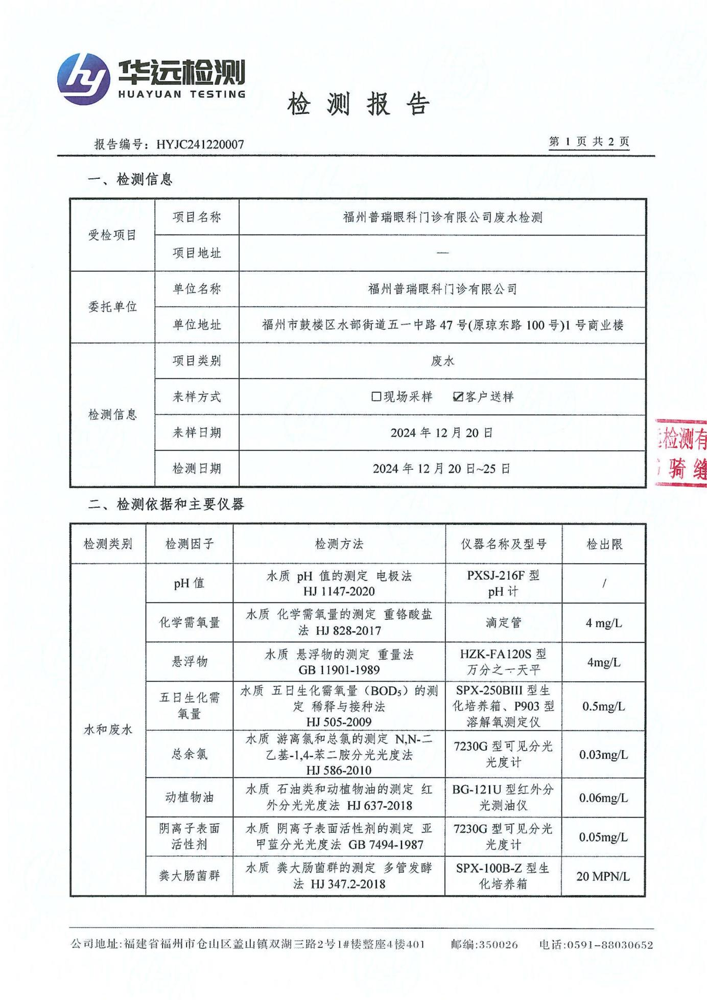 hy 华远检测
HUAYUAN TESTING
检测报告
报告编号：HYJC241220007
第 1 页 共 2 页
一、检测信息
受检项目
项目名称
福州普瑞眼科门诊有限公司废水检测
项目地址
—
委托单位
单位名称
福州普瑞眼科门诊有限公司
单位地址
福州市鼓楼区水部街道五一中路 47 号(原琼东路 100 号)1 号商业楼
检测信息
项目类别
废水
来样方式
☐现场采样 ☑客户送样
来样日期
2024 年 12 月 20 日
检测日期
2024 年 12 月 20 日~25 日
检测有
骑缝
二、检测依据和主要仪器
检测类别 检测因子 检测方法 仪器名称及型号 检出限
水和废水
pH 值
水质 pH 值的测定 电极法
HJ 1147-2020
PXSJ-216F 型
pH 计
/
化学需氧量
水质 化学需氧量的测定 重铬酸盐
法 HJ 828-2017
滴定管
4 mg/L
悬浮物
水质 悬浮物的测定 重量法
GB 11901-1989
HZK-FA120S 型
万分之一天平
4mg/L
五日生化需
氧量
水质 五日生化需氧量（BOD₅）的测
定 稀释与接种法
HJ 505-2009
SPX-250BIII 型生
化培养箱、P903 型
溶解氧测定仪
0.5mg/L
总余氯
水质 游离氯和总氯的测定 N,N-二
乙基-1,4-苯二胺分光光度法
HJ 586-2010
7230G 型可见分光
光度计
0.03mg/L
动植物油
水质 石油类和动植物油的测定 红
外分光光度法 HJ 637-2018
BG-121U 型红外分
光测油仪
0.06mg/L
阴离子表面
活性剂
水质 阴离子表面活性剂的测定 亚
甲蓝分光光度法 GB 7494-1987
7230G 型可见分光
光度计
0.05mg/L
粪大肠菌群
水质 粪大肠菌群的测定 多管发酵
法 HJ 347.2-2018
SPX-100B-Z 型生
化培养箱
20 MPN/L
公司地址:福建省福州市仓山区盖山镇双湖三路2号1#楼整座4楼401 邮编:350026 电话:0591-88030652